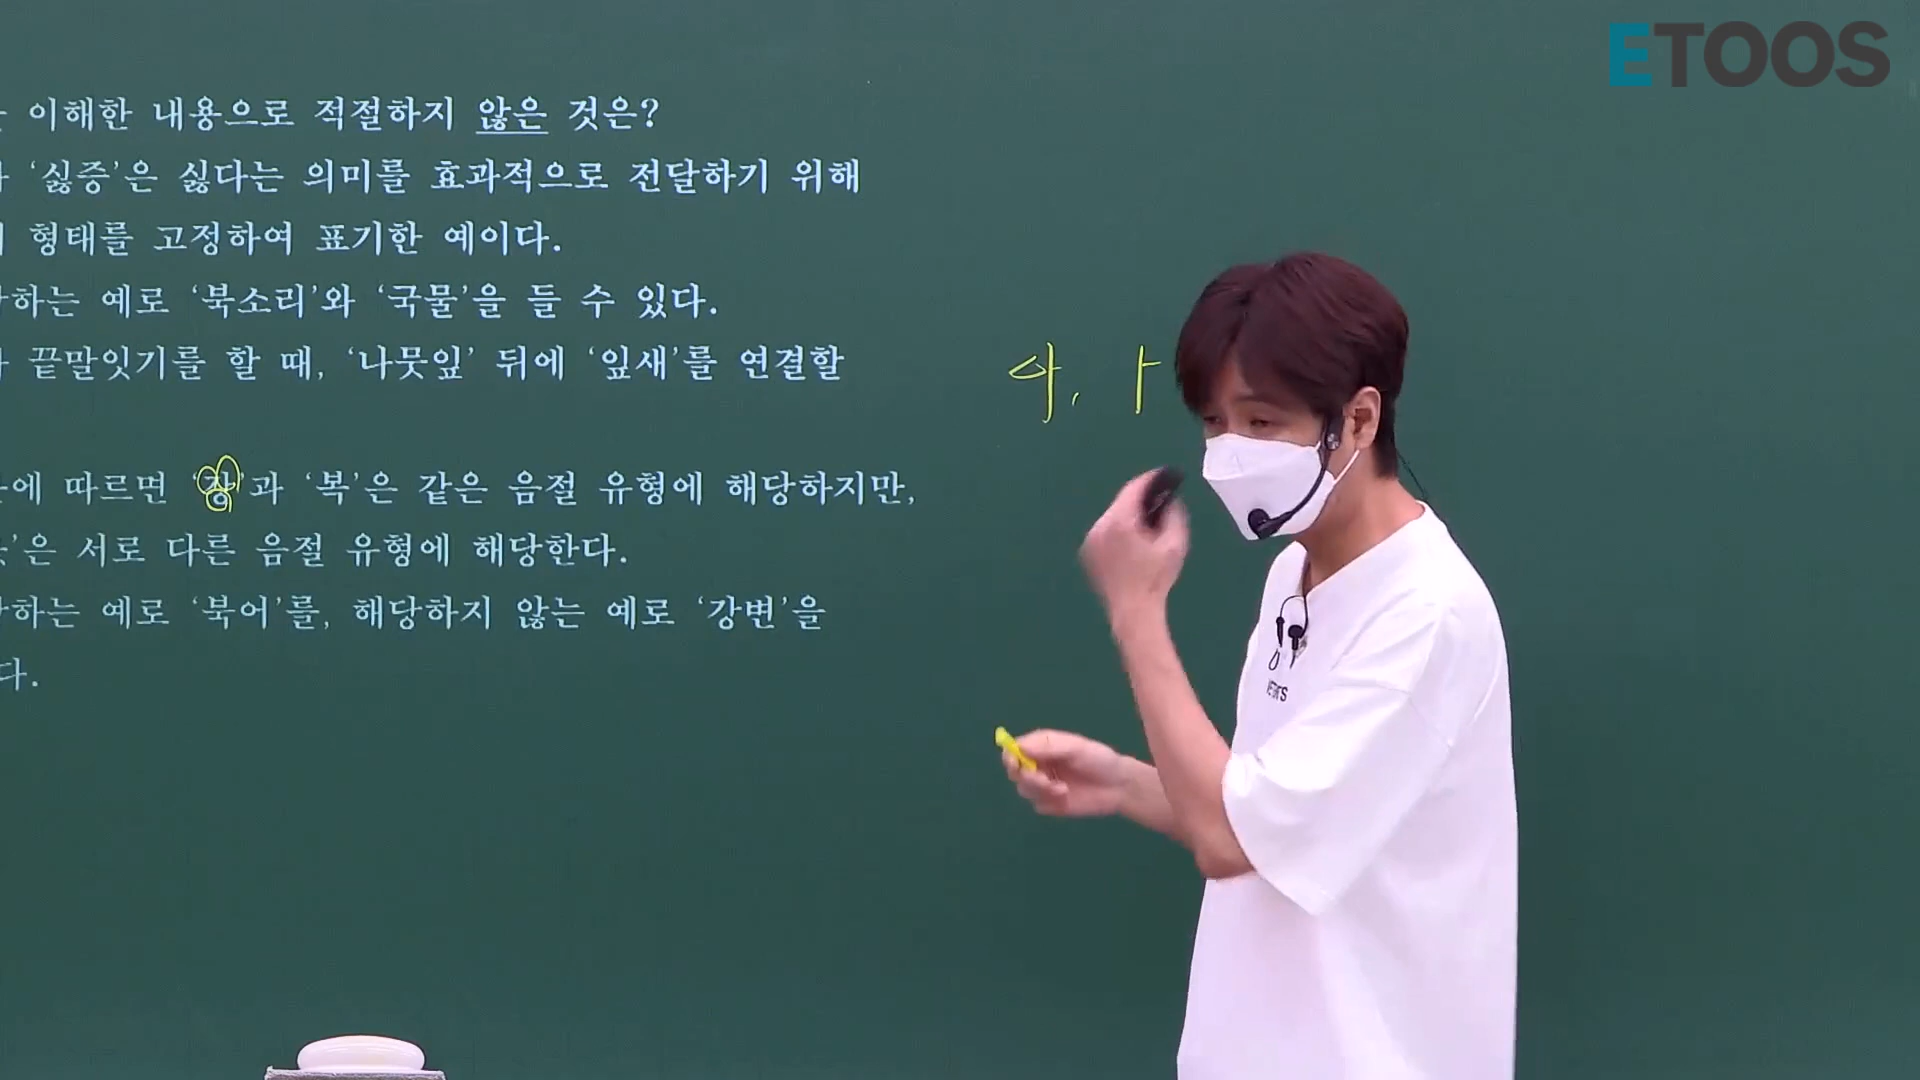 ETOOS
이해한 내용으로 적절하지 않은 것은?
‘싫증’은 싫다는 의미를 효과적으로 전달하기 위해
형태를 고정하여 표기한 예이다.
하는 예로 ‘북소리’와 ‘국물’을 들 수 있다.
끝말잇기를 할 때, ‘나뭇잎’ 뒤에 ‘잎새’를 연결할
ㅑ, ㅏ
에 따르면 ‘강’과 ‘복’은 같은 음절 유형에 해당하지만,
’은 서로 다른 음절 유형에 해당한다.
하는 예로 ‘북어’를, 해당하지 않는 예로 ‘강변’을
다.